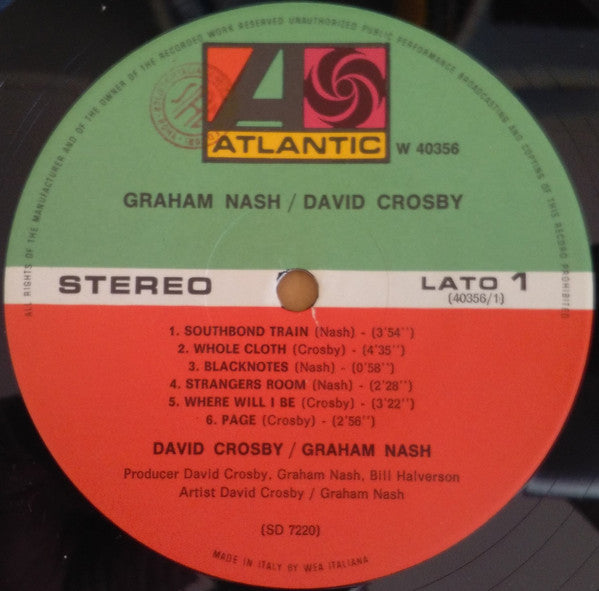 ALL RIGHTS OF THE MANUFACTURER AND OF THE OWNER OF THE RECORDED WORK RESERVED UNAUTHORIZED PUBLIC PERFORMANCE BROADCASTING AND COPYING OF THIS RECORD PROHIBITED
ATLANTIC
W 40356
GRAHAM NASH / DAVID CROSBY
STEREO
LATO 1
(40356/1)
1. SOUTHBOND TRAIN (Nash) - (3'54'')
2. WHOLE CLOTH (Crosby) - (4'35'')
3. BLACKNOTES (Nash) - (0'58'')
4. STRANGERS ROOM (Nash) - (2'28'')
5. WHERE WILL I BE (Crosby) - (3'22'')
6. PAGE (Crosby) - (2'56'')
DAVID CROSBY / GRAHAM NASH
Producer David Crosby, Graham Nash, Bill Halverson
Artist David Crosby / Graham Nash
(SD 7220)
MADE IN ITALY BY WEA ITALIANA